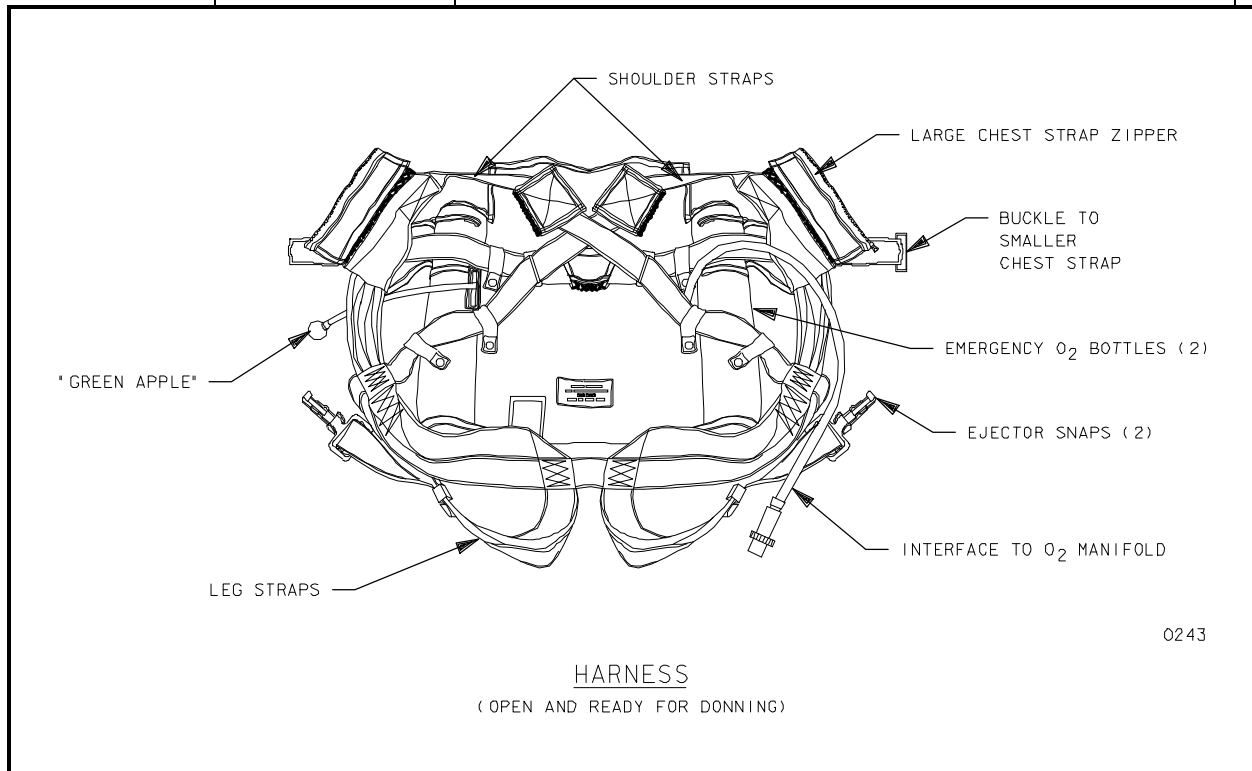 SHOULDER STRAPS
LARGE CHEST STRAP ZIPPER
BUCKLE TO
SMALLER
CHEST STRAP
EMERGENCY O2 BOTTLES (2)
"GREEN APPLE"
EJECTOR SNAPS (2)
INTERFACE TO O2 MANIFOLD
LEG STRAPS
0243
HARNESS
(OPEN AND READY FOR DONNING)